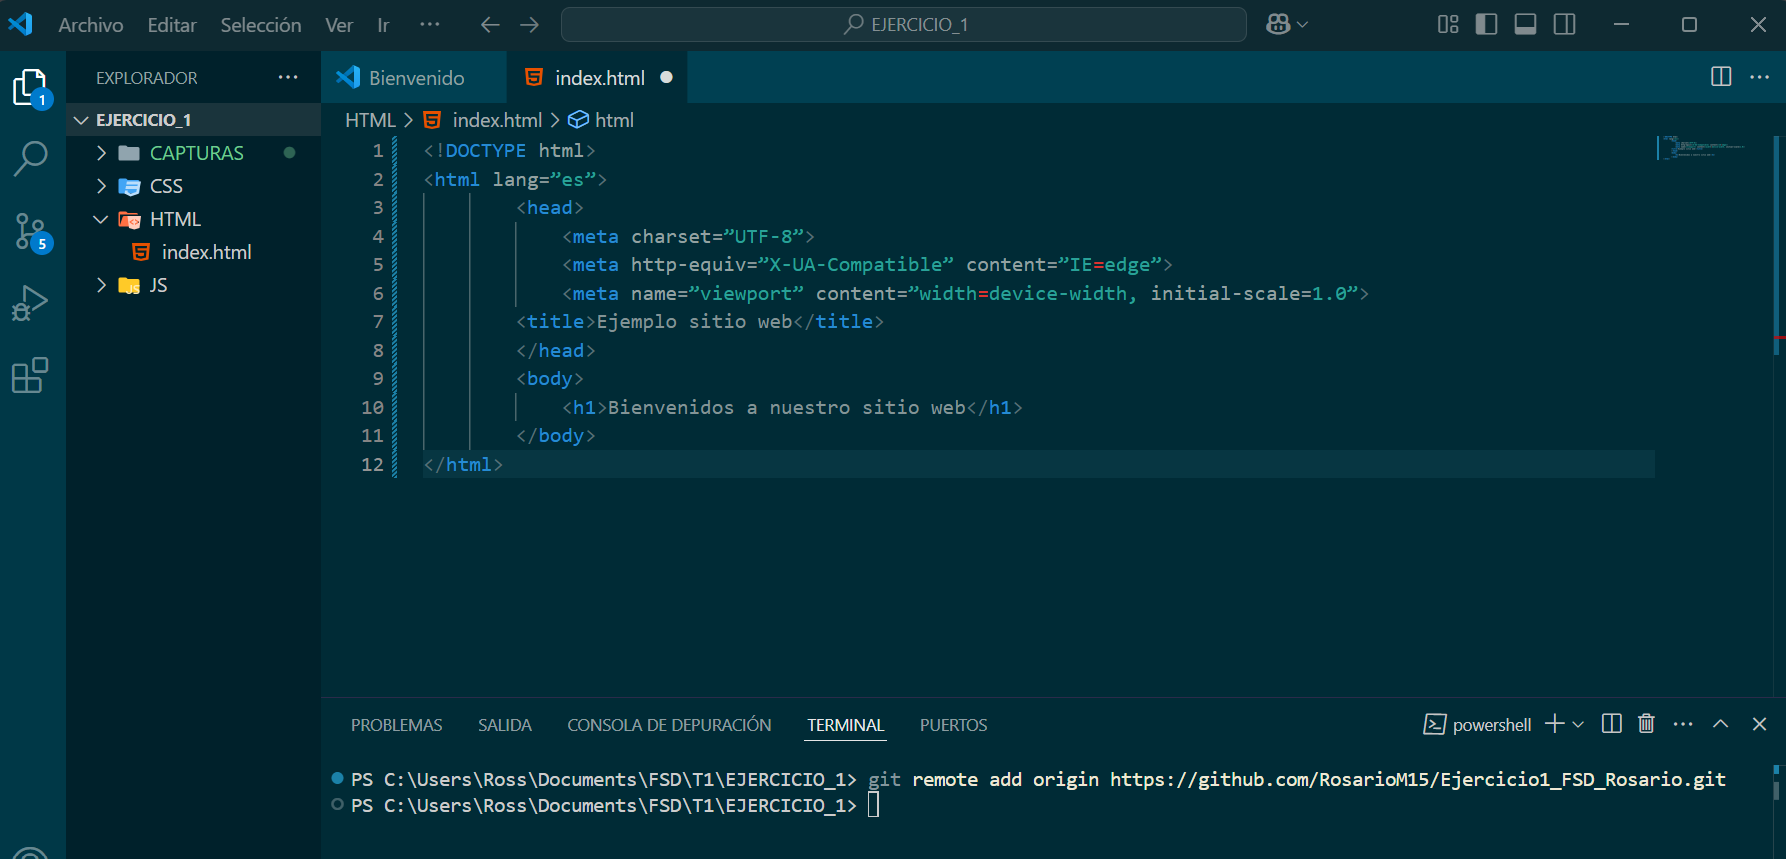 Archivo Editar Selección Ver Ir ··· EJERCICIO_1
EXPLORADOR ···
Bienvenido index.html
1
EJERCICIO_1
CAPTURAS
CSS
HTML
index.html
JS
5
HTML > index.html > html
1 <!DOCTYPE html>
2 <html lang=”es”>
3 <head>
4 <meta charset=”UTF-8”>
5 <meta http-equiv=”X-UA-Compatible” content=”IE=edge”>
6 <meta name=”viewport” content=”width=device-width, initial-scale=1.0”>
7 <title>Ejemplo sitio web</title>
8 </head>
9 <body>
10 <h1>Bienvenidos a nuestro sitio web</h1>
11 </body>
12 </html>
PROBLEMAS SALIDA CONSOLA DE DEPURACIÓN TERMINAL PUERTOS powershell
PS C:\Users\Ross\Documents\FSD\T1\EJERCICIO_1> git remote add origin https://github.com/RosarioM15/Ejercicio1_FSD_Rosario.git
PS C:\Users\Ross\Documents\FSD\T1\EJERCICIO_1>